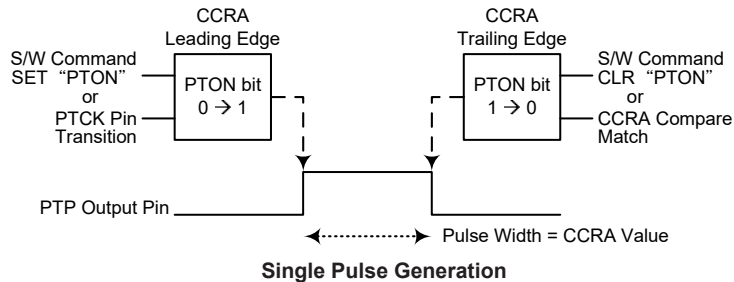 CCRA
Leading Edge
CCRA
Trailing Edge
S/W Command
SET “PTON”
or
PTCK Pin
Transition
PTON bit
0 → 1
PTON bit
1 → 0
S/W Command
CLR “PTON”
or
CCRA Compare
Match
PTP Output Pin
Pulse Width = CCRA Value
Single Pulse Generation